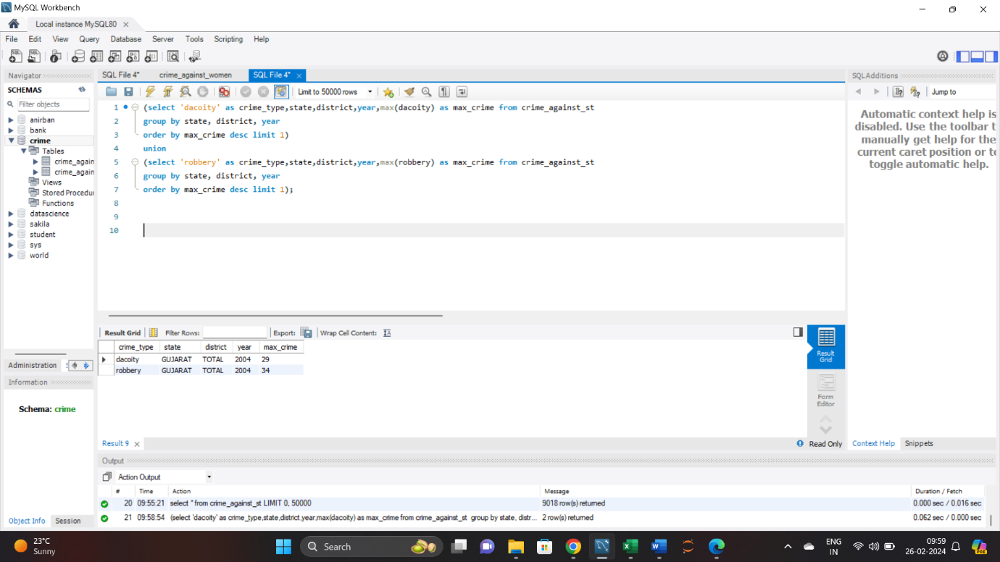 MySQL Workbench
Local instance MySQL80
File Edit View Query Database Server Tools Scripting Help
Navigator
SCHEMAS
Filter objects
anirban
bank
crime
Tables
crime_again
crime_again
Views
Stored Procedu
Functions
datascience
sakila
student
sys
world
Administration
Information
Schema: crime
Object Info Session
SQL File 4* crime_against_women SQL File 4*
Limit to 50000 rows
1 (select 'dacoity' as crime_type,state,district,year,max(dacoity) as max_crime from crime_against_st
2 group by state, district, year
3 order by max_crime desc limit 1)
4 union
5 (select 'robbery' as crime_type,state,district,year,max(robbery) as max_crime from crime_against_st
6 group by state, district, year
7 order by max_crime desc limit 1);
8
9
10
Result Grid Filter Rows: Export: Wrap Cell Content:
crime_type state district year max_crime
dacoity GUJARAT TOTAL 2004 29
robbery GUJARAT TOTAL 2004 34
Result Grid
Form Editor
Result 9
Read Only
SQLAdditions
Jump to
Automatic context help is
disabled. Use the toolbar t
manually get help for the
current caret position or to
toggle automatic help.
Context Help Snippets
Output
Action Output
# Time Action Message Duration / Fetch
20 09:55:21 select * from crime_against_st LIMIT 0, 50000 9018 row(s) returned 0.000 sec / 0.016 sec
21 09:58:54 (select 'dacoity' as crime_type,state,district,year,max(dacoity) as max_crime from crime_against_st group by state, distr... 2 row(s) returned 0.062 sec / 0.000 sec
23°C
Sunny
Search
ENG
IN
09:59
26-02-2024
PRE